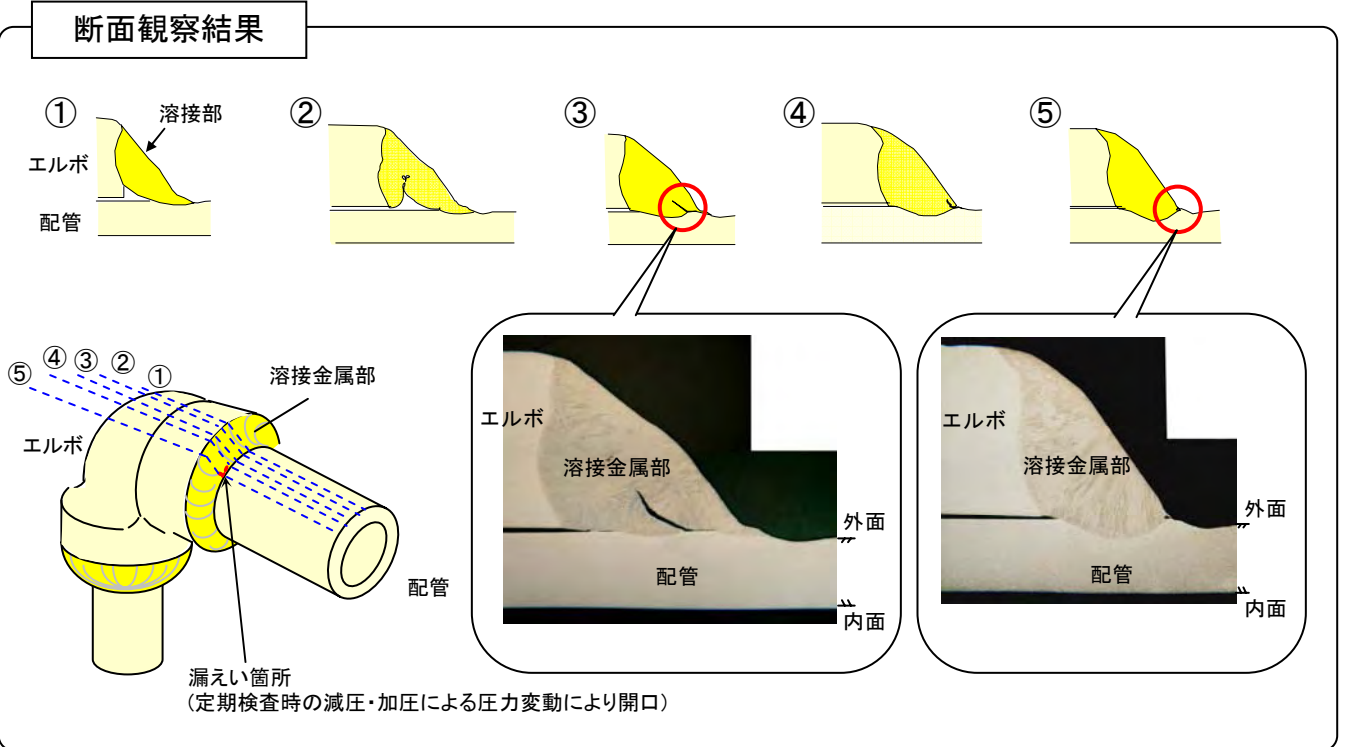 断面観察結果
①
溶接部
エルボ
配管
②
③
④
⑤
⑤
④
③
②
①
溶接金属部
エルボ
配管
漏えい箇所
(定期検査時の減圧・加圧による圧力変動により開口)
エルボ
溶接金属部
外面
配管
内面
エルボ
溶接金属部
外面
配管
内面